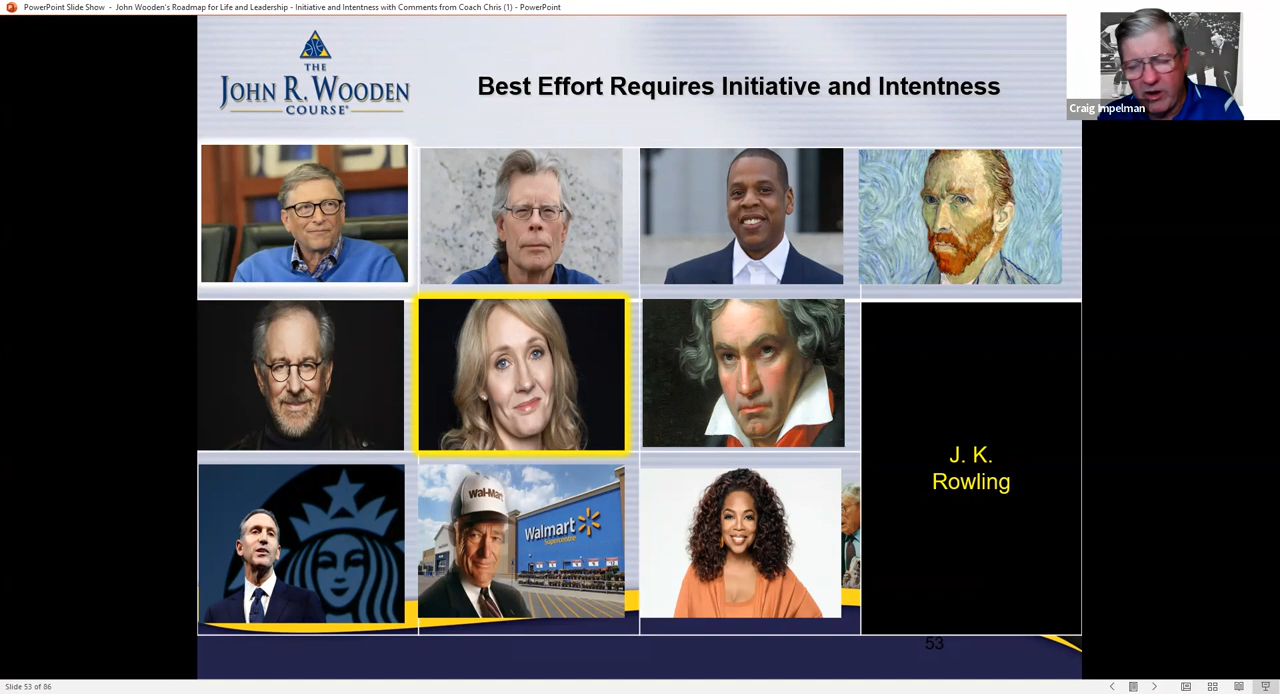 PowerPoint Slide Show - John Wooden's Roadmap for Life and Leadership - Initiative and Intentness with Comments from Coach Chris (1) - PowerPoint
THE
JOHN R. WOODEN
COURSE®
Best Effort Requires Initiative and Intentness
Craig Impelman
J. K.
Rowling
Wal-Mart
Walmart
Supercentre
53
Slide 53 of 86